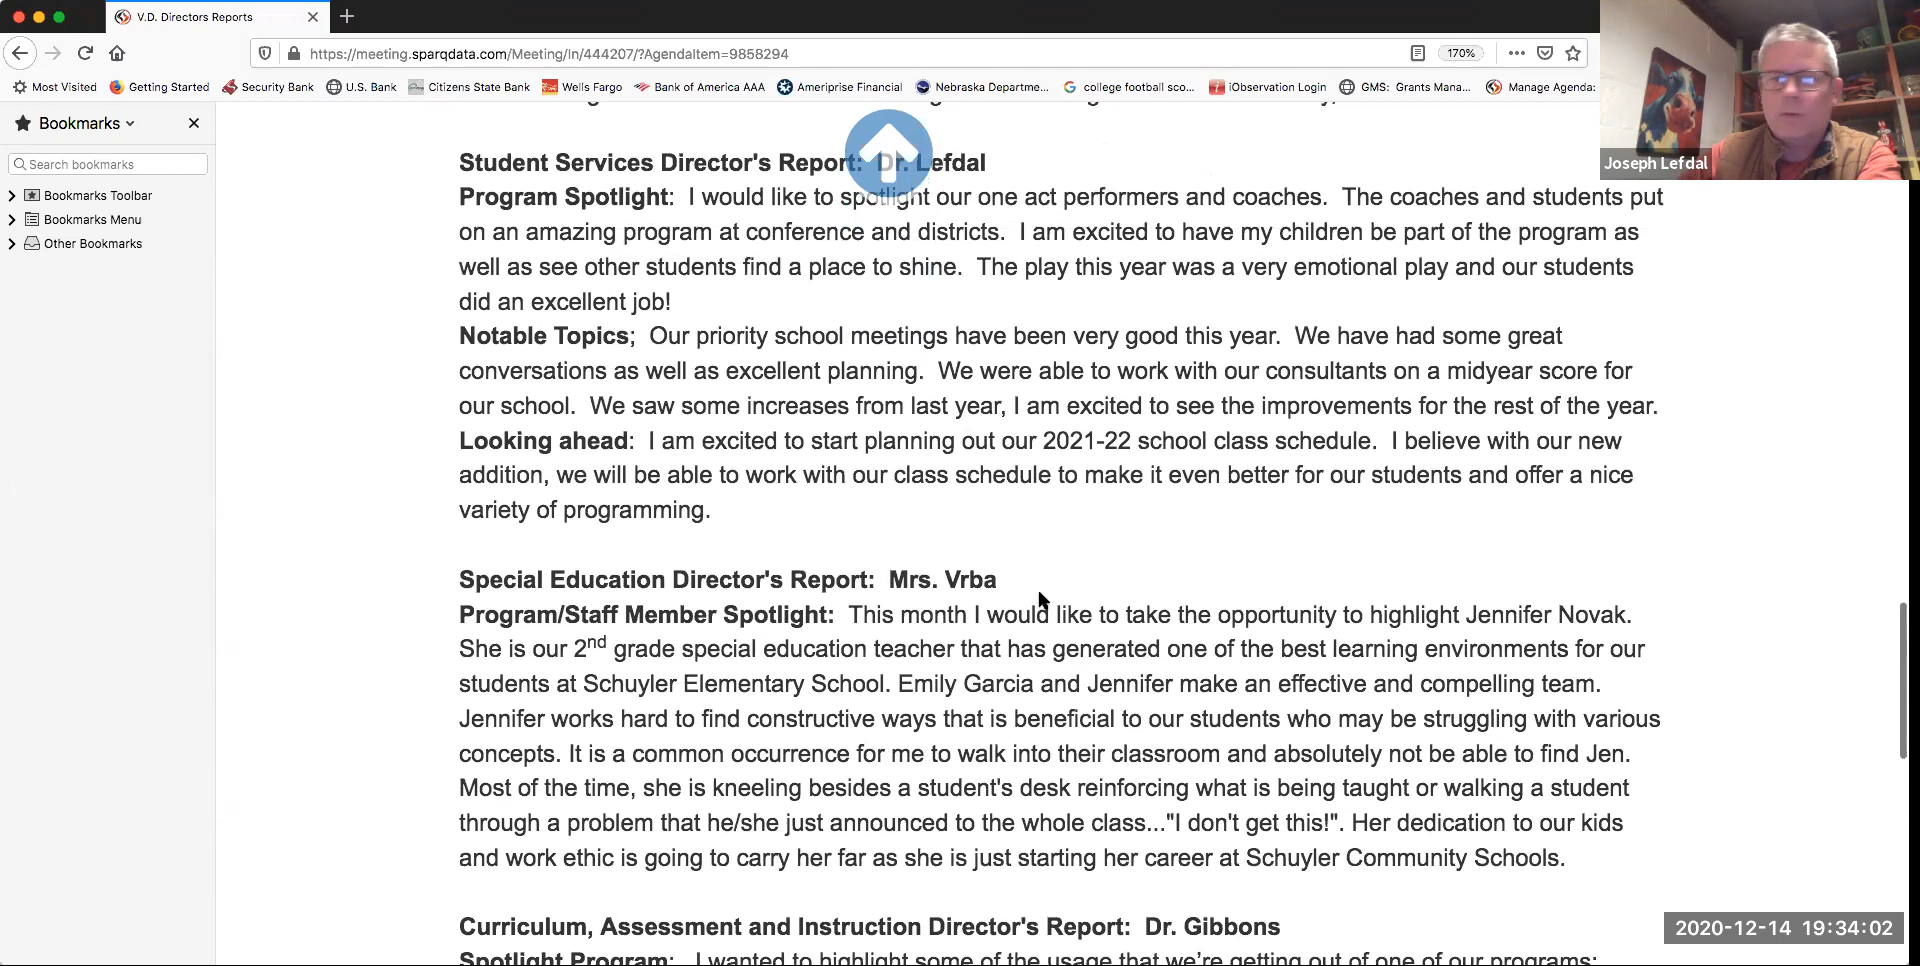 V.D. Directors Reports
https://meeting.sparqdata.com/Meeting/In/444207/?AgendaItem=9858294
170%
Most Visited Getting Started Security Bank U.S. Bank Citizens State Bank Wells Fargo Bank of America AAA Ameriprise Financial Nebraska Departme... college football sco... iObservation Login GMS: Grants Mana... Manage Agenda:
Bookmarks
Search bookmarks
Bookmarks Toolbar
Bookmarks Menu
Other Bookmarks
Joseph Lefdal
Student Services Director's Report: Dr. Lefdal
Program Spotlight: I would like to spotlight our one act performers and coaches. The coaches and students put
on an amazing program at conference and districts. I am excited to have my children be part of the program as
well as see other students find a place to shine. The play this year was a very emotional play and our students
did an excellent job!
Notable Topics; Our priority school meetings have been very good this year. We have had some great
conversations as well as excellent planning. We were able to work with our consultants on a midyear score for
our school. We saw some increases from last year, I am excited to see the improvements for the rest of the year.
Looking ahead: I am excited to start planning out our 2021-22 school class schedule. I believe with our new
addition, we will be able to work with our class schedule to make it even better for our students and offer a nice
variety of programming.
Special Education Director's Report: Mrs. Vrba
Program/Staff Member Spotlight: This month I would like to take the opportunity to highlight Jennifer Novak.
She is our 2nd grade special education teacher that has generated one of the best learning environments for our
students at Schuyler Elementary School. Emily Garcia and Jennifer make an effective and compelling team.
Jennifer works hard to find constructive ways that is beneficial to our students who may be struggling with various
concepts. It is a common occurrence for me to walk into their classroom and absolutely not be able to find Jen.
Most of the time, she is kneeling besides a student's desk reinforcing what is being taught or walking a student
through a problem that he/she just announced to the whole class..."I don't get this!". Her dedication to our kids
and work ethic is going to carry her far as she is just starting her career at Schuyler Community Schools.
Curriculum, Assessment and Instruction Director's Report: Dr. Gibbons
Spotlight Program: I wanted to highlight some of the usage that we're getting out of one of our programs:
2020-12-14 19:34:02